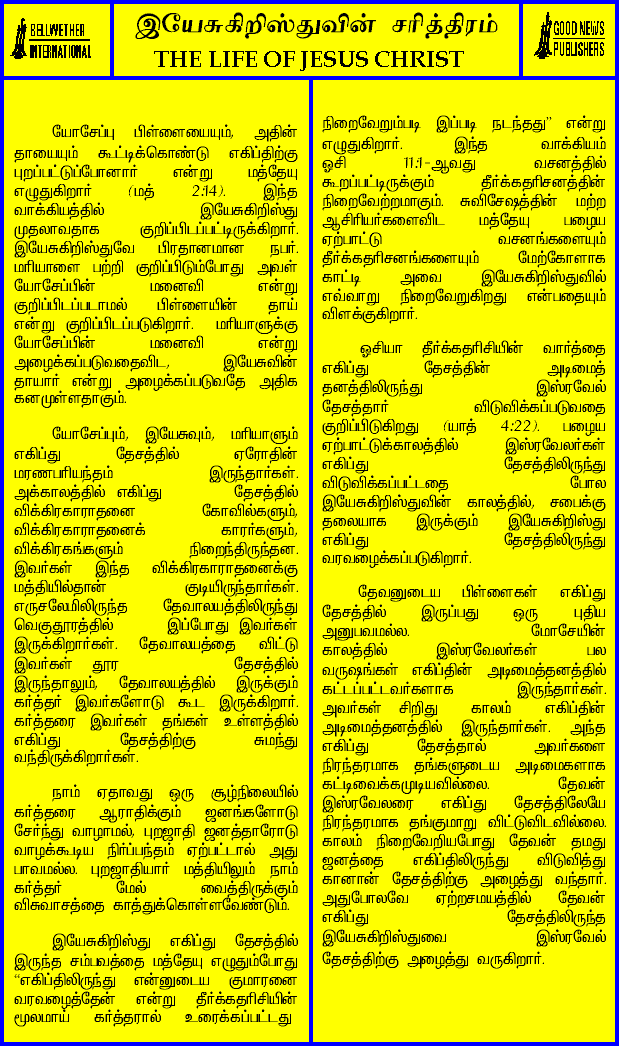 BELLWETHER
INTERNATIONAL
இயேசுகிறிஸ்துவின் சரித்திரம்
THE LIFE OF JESUS CHRIST
GOOD NEWS
PUBLISHERS
யோசேப்பு பிள்ளையையும், அதின்
தாயையும் கூட்டிக்கொண்டு எகிப்திற்கு
புறப்பட்டுப்போனார் என்று மத்தேயு
எழுதுகிறார் (மத் 2:14). இந்த
வாக்கியத்தில் இயேசுகிறிஸ்து
முதலாவதாக குறிப்பிடப்பட்டிருக்கிறார்.
இயேசுகிறிஸ்துவே பிரதானமான நபர்.
மரியாளை பற்றி குறிப்பிடும்போது அவள்
யோசேப்பின் மனைவி என்று
குறிப்பிடப்படாமல் பிள்ளையின் தாய்
என்று குறிப்பிடப்படுகிறார். மரியாளுக்கு
யோசேப்பின் மனைவி என்று
அழைக்கப்படுவதைவிட, இயேசுவின்
தாயார் என்று அழைக்கப்படுவதே அதிக
கனமுள்ளதாகும்.
யோசேப்பும், இயேசுவும், மரியாளும்
எகிப்து தேசத்தில் ஏரோதின்
மரணபரியந்தம் இருந்தார்கள்.
அக்காலத்தில் எகிப்து தேசத்தில்
விக்கிரகாராதனை கோவில்களும்,
விக்கிரகாராதனைக் காரர்களும்,
விக்கிரகங்களும் நிறைந்திருந்தன.
இவர்கள் இந்த விக்கிரகாராதனைக்கு
மத்தியில்தான் குடியிருந்தார்கள்.
எருசலேமிலிருந்த தேவாலயத்திலிருந்து
வெகுதூரத்தில் இப்போது இவர்கள்
இருக்கிறார்கள். தேவாலயத்தை விட்டு
இவர்கள் தூர தேசத்தில்
இருந்தாலும், தேவாலயத்தில் இருக்கும்
கர்த்தர் இவர்களோடு கூட இருக்கிறார்.
கர்த்தரை இவர்கள் தங்கள் உள்ளத்தில்
எகிப்து தேசத்திற்கு சுமந்து
வந்திருக்கிறார்கள்.
நாம் ஏதாவது ஒரு சூழ்நிலையில்
கர்த்தரை ஆராதிக்கும் ஜனங்களோடு
சேர்ந்து வாழாமல், புறஜாதி ஜனத்தாரோடு
வாழக்கூடிய நிர்ப்பந்தம் ஏற்பட்டால் அது
பாவமல்ல. புறஜாதியார் மத்தியிலும் நாம்
கர்த்தர் மேல் வைத்திருக்கும்
விசுவாசத்தை காத்துக்கொள்ளவேண்டும்.
இயேசுகிறிஸ்து எகிப்து தேசத்தில்
இருந்த சம்பவத்தை மத்தேயு எழுதும்போது
“எகிப்திலிருந்து என்னுடைய குமாரனை
வரவழைத்தேன் என்று தீர்க்கதரிசியின்
மூலமாய் கர்த்தரால் உரைக்கப்பட்டது
நிறைவேறும்படி இப்படி நடந்தது” என்று
எழுதுகிறார். இந்த வாக்கியம்
ஓசி 11:1-ஆவது வசனத்தில்
கூறப்பட்டிருக்கும் தீர்க்கதரிசனத்தின்
நிறைவேற்றமாகும். சுவிசேஷத்தின் மற்ற
ஆசிரியர்களைவிட மத்தேயு பழைய
ஏற்பாட்டு வசனங்களையும்
தீர்க்கதரிசனங்களையும் மேற்கோளாக
காட்டி அவை இயேசுகிறிஸ்துவில்
எவ்வாறு நிறைவேறுகிறது என்பதையும்
விளக்குகிறார்.
ஓசியா தீர்க்கதரிசியின் வார்த்தை
எகிப்து தேசத்தின் அடிமைத்
தனத்திலிருந்து இஸ்ரவேல்
தேசத்தார் விடுவிக்கப்படுவதை
குறிப்பிடுகிறது (யாத் 4:22). பழைய
ஏற்பாட்டுக்காலத்தில் இஸ்ரவேலர்கள்
எகிப்து தேசத்திலிருந்து
விடுவிக்கப்பட்டதை போல
இயேசுகிறிஸ்துவின் காலத்தில், சபைக்கு
தலையாக இருக்கும் இயேசுகிறிஸ்து
எகிப்து தேசத்திலிருந்து
வரவழைக்கப்படுகிறார்.
தேவனுடைய பிள்ளைகள் எகிப்து
தேசத்தில் இருப்பது ஒரு புதிய
அனுபவமல்ல. மோசேயின்
காலத்தில் இஸ்ரவேலர்கள் பல
வருஷங்கள் எகிப்தின் அடிமைத்தனத்தில்
கட்டப்பட்டவர்களாக இருந்தார்கள்.
அவர்கள் சிறிது காலம் எகிப்தின்
அடிமைத்தனத்தில் இருந்தார்கள். அந்த
எகிப்து தேசத்தால் அவர்களை
நிரந்தரமாக தங்களுடைய அடிமைகளாக
கட்டிவைக்கமுடியவில்லை. தேவன்
இஸ்ரவேலரை எகிப்து தேசத்திலேயே
நிரந்தரமாக தங்குமாறு விட்டுவிடவில்லை.
காலம் நிறைவேறியபோது தேவன் தமது
ஜனத்தை எகிப்திலிருந்து விடுவித்து
கானான் தேசத்திற்கு அழைத்து வந்தார்.
அதுபோலவே ஏற்றசமயத்தில் தேவன்
எகிப்து தேசத்திலிருந்த
இயேசுகிறிஸ்துவை இஸ்ரவேல்
தேசத்திற்கு அழைத்து வருகிறார்.